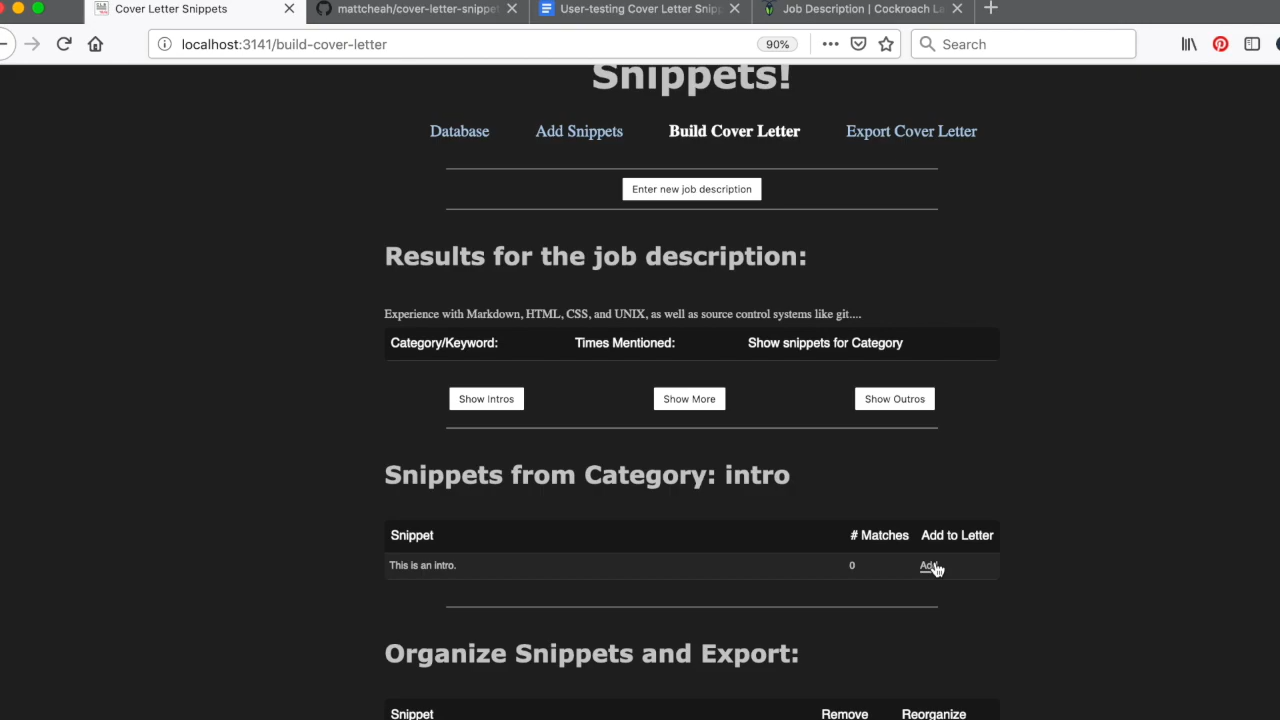 Cover Letter Snippets
mattcheah/cover-letter-snippet
User-testing Cover Letter Snipp
Job Description | Cockroach La
localhost:3141/build-cover-letter
90%
Search
Snippets!
Database
Add Snippets
Build Cover Letter
Export Cover Letter
Enter new job description
Results for the job description:
Experience with Markdown, HTML, CSS, and UNIX, as well as source control systems like git....
Category/Keyword: Times Mentioned: Show snippets for Category
Show Intros
Show More
Show Outros
Snippets from Category: intro
Snippet # Matches Add to Letter
This is an intro. 0 Add
Organize Snippets and Export:
Snippet Remove Reorganize